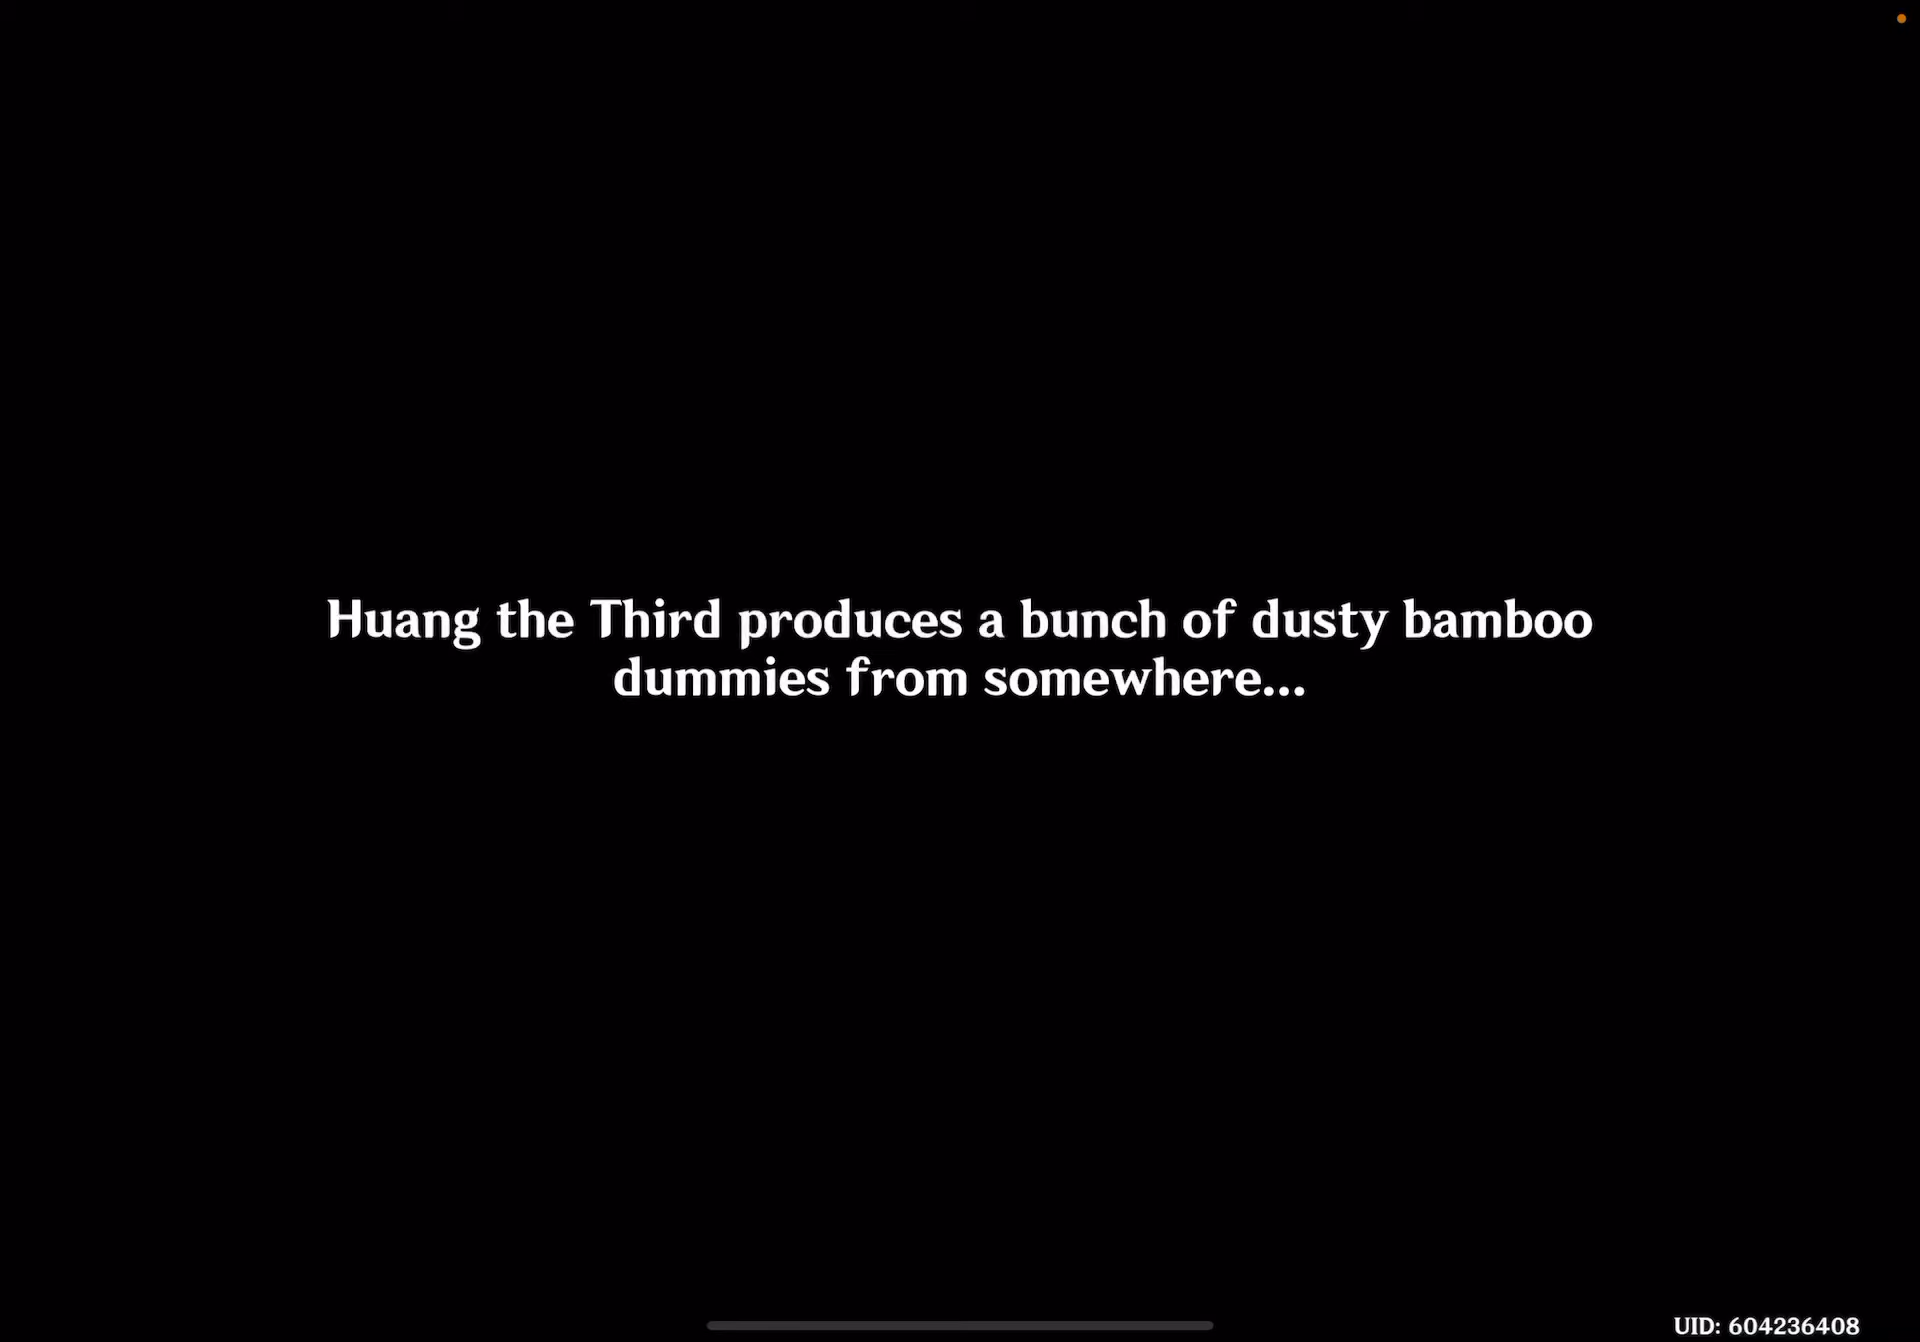 Huang the Third produces a bunch of dusty bamboo
dummies from somewhere...
UID: 604236408